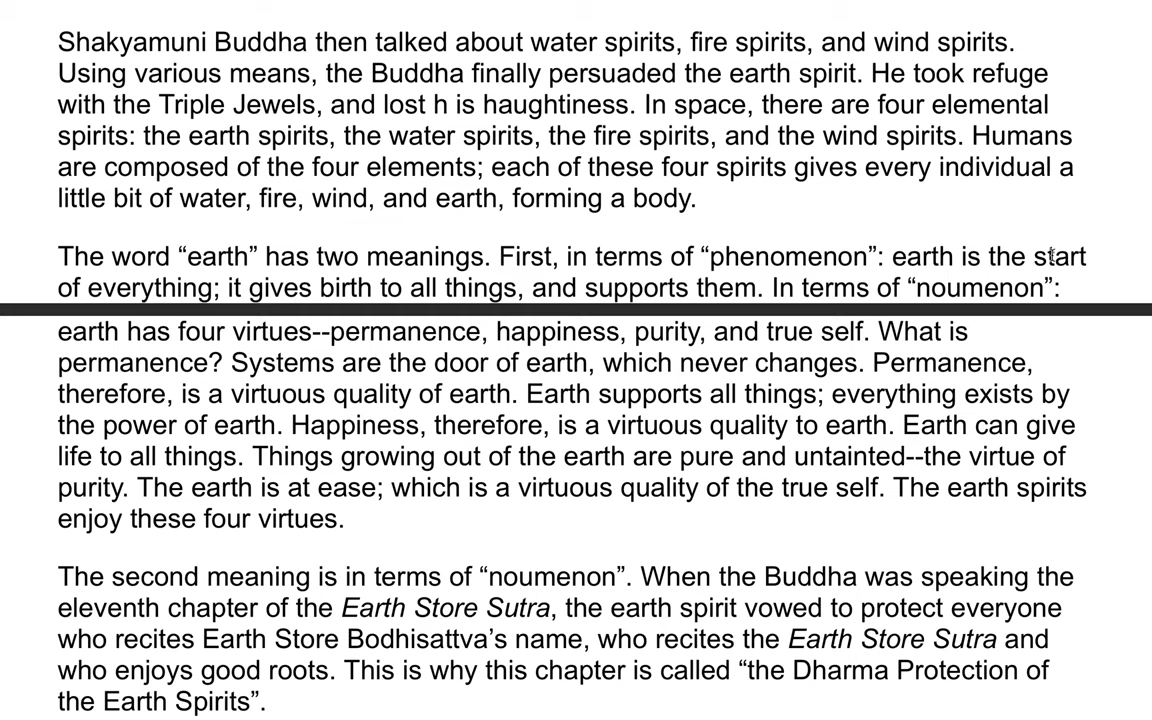 Shakyamuni Buddha then talked about water spirits, fire spirits, and wind spirits.
Using various means, the Buddha finally persuaded the earth spirit. He took refuge
with the Triple Jewels, and lost h is haughtiness. In space, there are four elemental
spirits: the earth spirits, the water spirits, the fire spirits, and the wind spirits. Humans
are composed of the four elements; each of these four spirits gives every individual a
little bit of water, fire, wind, and earth, forming a body.
The word “earth” has two meanings. First, in terms of “phenomenon”: earth is the start
of everything; it gives birth to all things, and supports them. In terms of “noumenon”:
earth has four virtues--permanence, happiness, purity, and true self. What is
permanence? Systems are the door of earth, which never changes. Permanence,
therefore, is a virtuous quality of earth. Earth supports all things; everything exists by
the power of earth. Happiness, therefore, is a virtuous quality to earth. Earth can give
life to all things. Things growing out of the earth are pure and untainted--the virtue of
purity. The earth is at ease; which is a virtuous quality of the true self. The earth spirits
enjoy these four virtues.
The second meaning is in terms of “noumenon”. When the Buddha was speaking the
eleventh chapter of the Earth Store Sutra, the earth spirit vowed to protect everyone
who recites Earth Store Bodhisattva’s name, who recites the Earth Store Sutra and
who enjoys good roots. This is why this chapter is called “the Dharma Protection of
the Earth Spirits”.